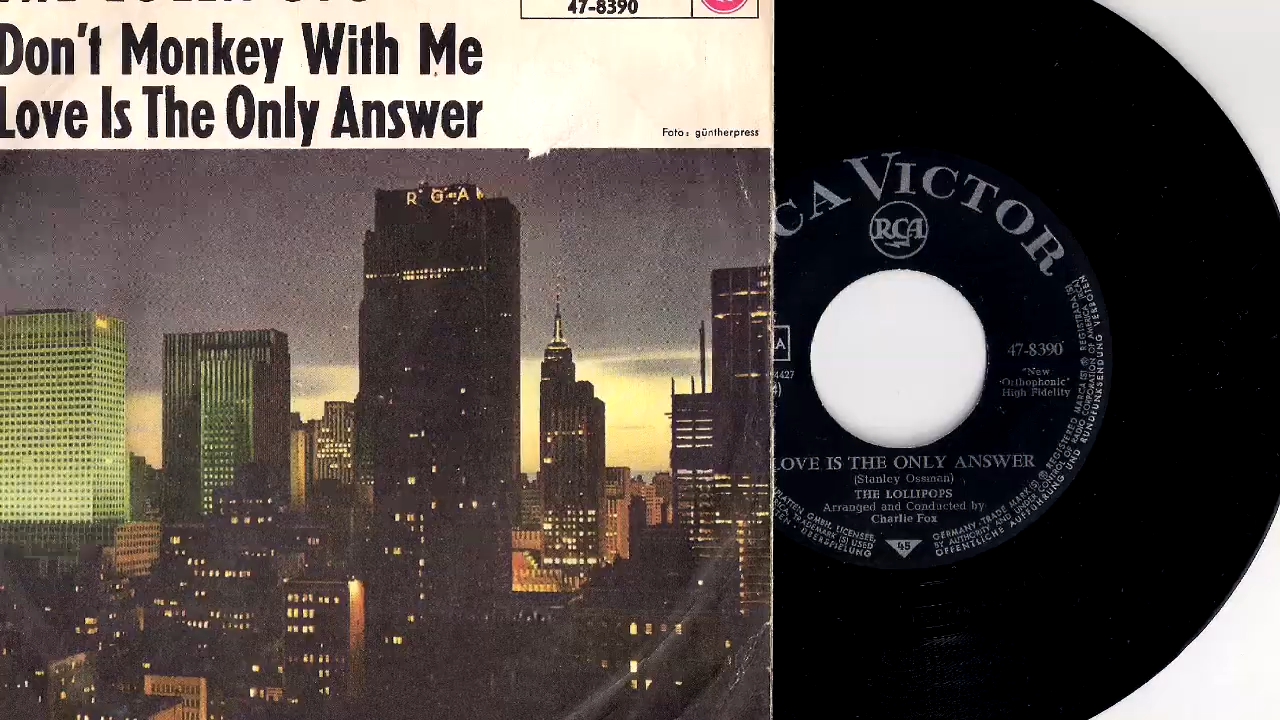 47-8390
Don't Monkey With Me
Love Is The Only Answer
Foto: güntherpress
CA VICTOR
RCA
47-8390
"New
Orthophonic"
High Fidelity
4427
LOVE IS THE ONLY ANSWER
(Stanley Ossman)
THE LOLLIPOPS
Arranged and Conducted by
Charlie Fox
45